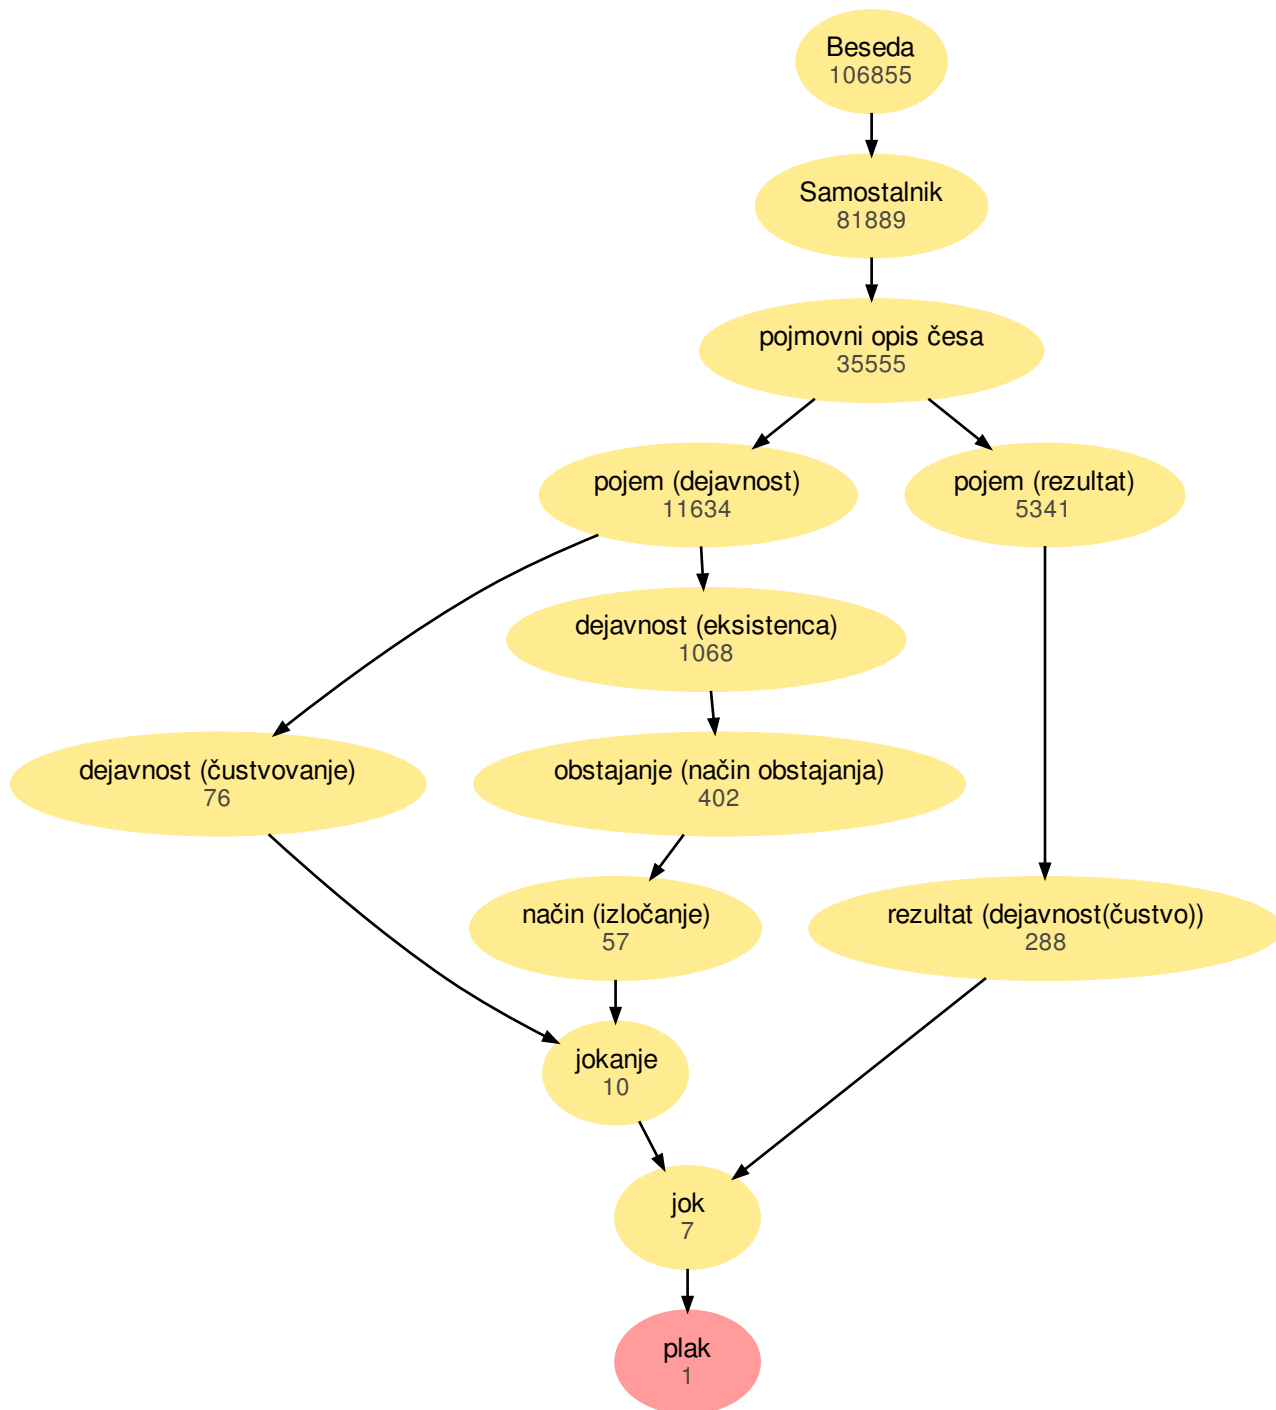 Beseda
106855
Samostalnik
81889
pojmovni opis česa
35555
pojem (dejavnost)
11634
pojem (rezultat)
5341
dejavnost (eksistenca)
1068
dejavnost (čustvovanje)
76
obstajanje (način obstajanja)
402
način (izločanje)
57
rezultat (dejavnost(čustvo))
288
jokanje
10
jok
7
plak
1